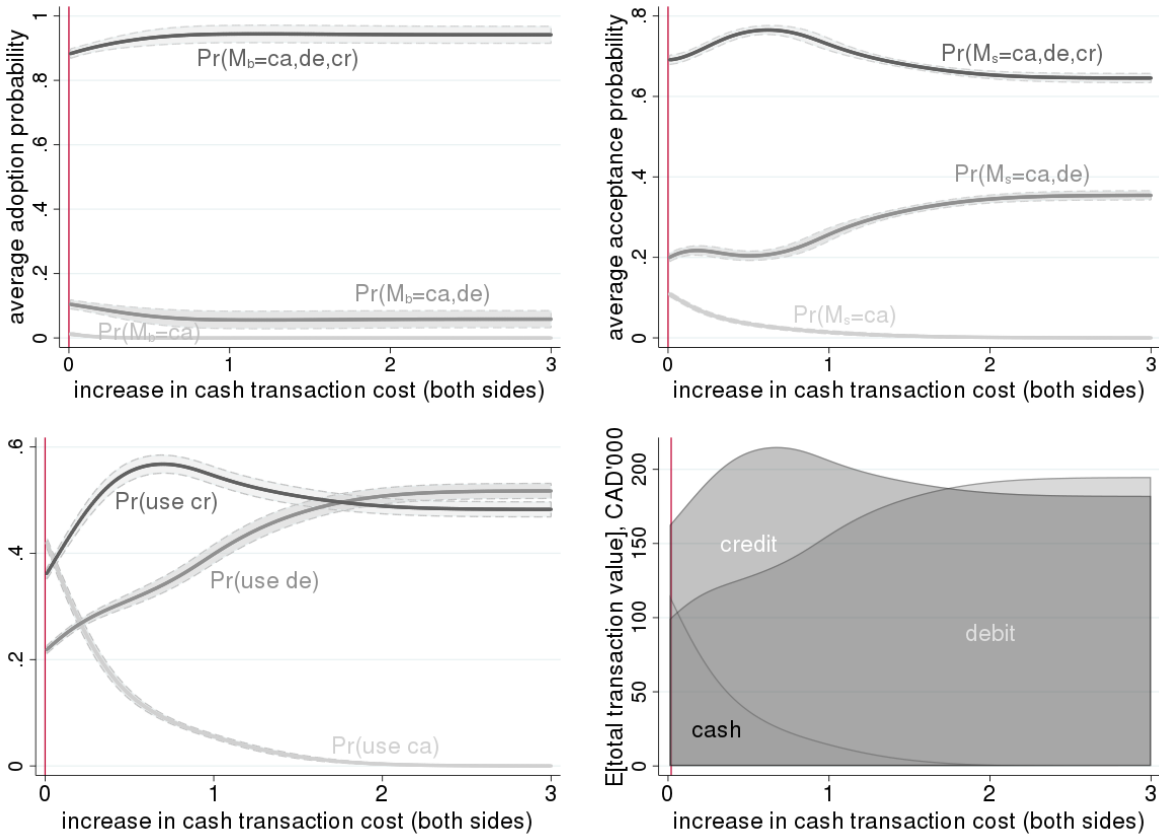 average adoption probability
1
.8
.6
.4
.2
0
Pr(Mb=ca,de,cr)
Pr(Mb=ca,de)
Pr(Mb=ca)
0 1 2 3
increase in cash transaction cost (both sides)
average acceptance probability
.8
.6
.4
.2
0
Pr(Ms=ca,de,cr)
Pr(Ms=ca,de)
Pr(Ms=ca)
0 1 2 3
increase in cash transaction cost (both sides)
.6
.4
.2
0
Pr(use cr)
Pr(use de)
Pr(use ca)
0 1 2 3
increase in cash transaction cost (both sides)
E[total transaction value], CAD'000
200
150
100
50
0
credit
debit
cash
0 1 2 3
increase in cash transaction cost (both sides)